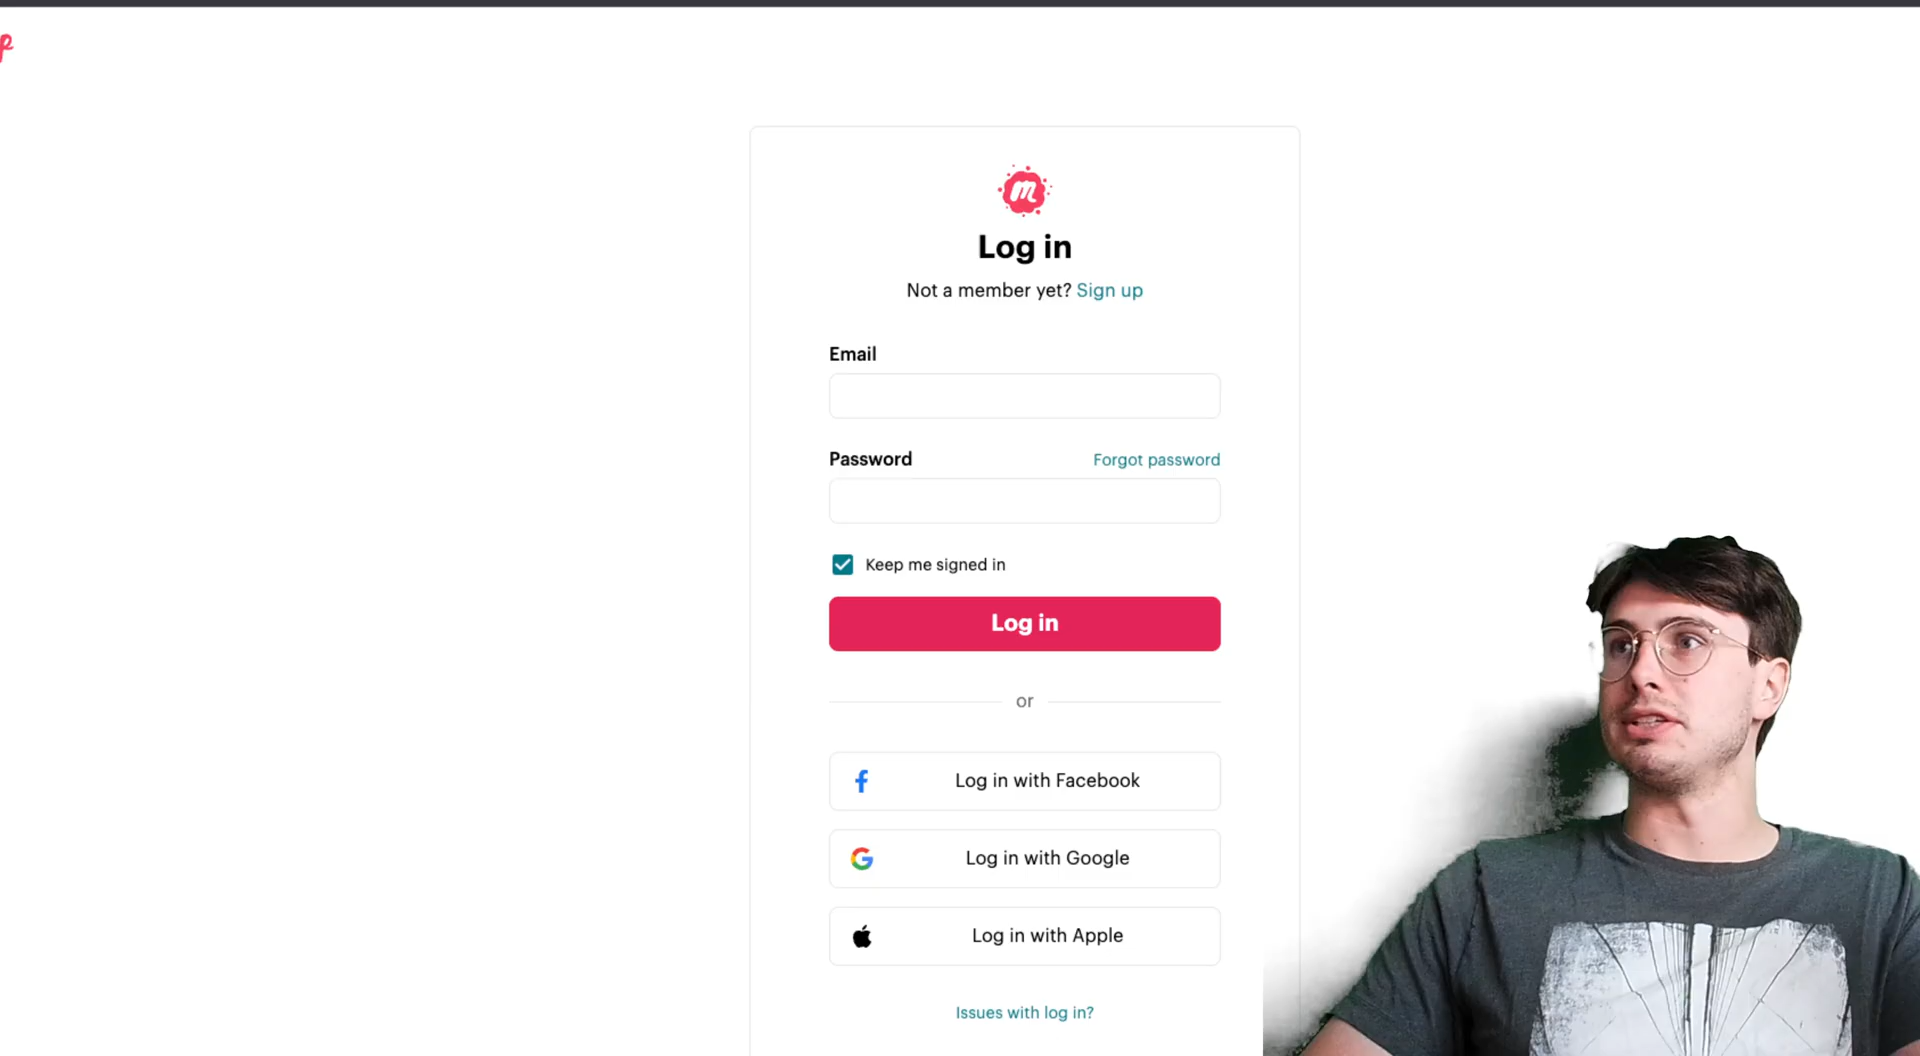 p
m
Log in
Not a member yet? Sign up
Email
Password
Forgot password
Keep me signed in
Log in
or
Log in with Facebook
Log in with Google
Log in with Apple
Issues with log in?